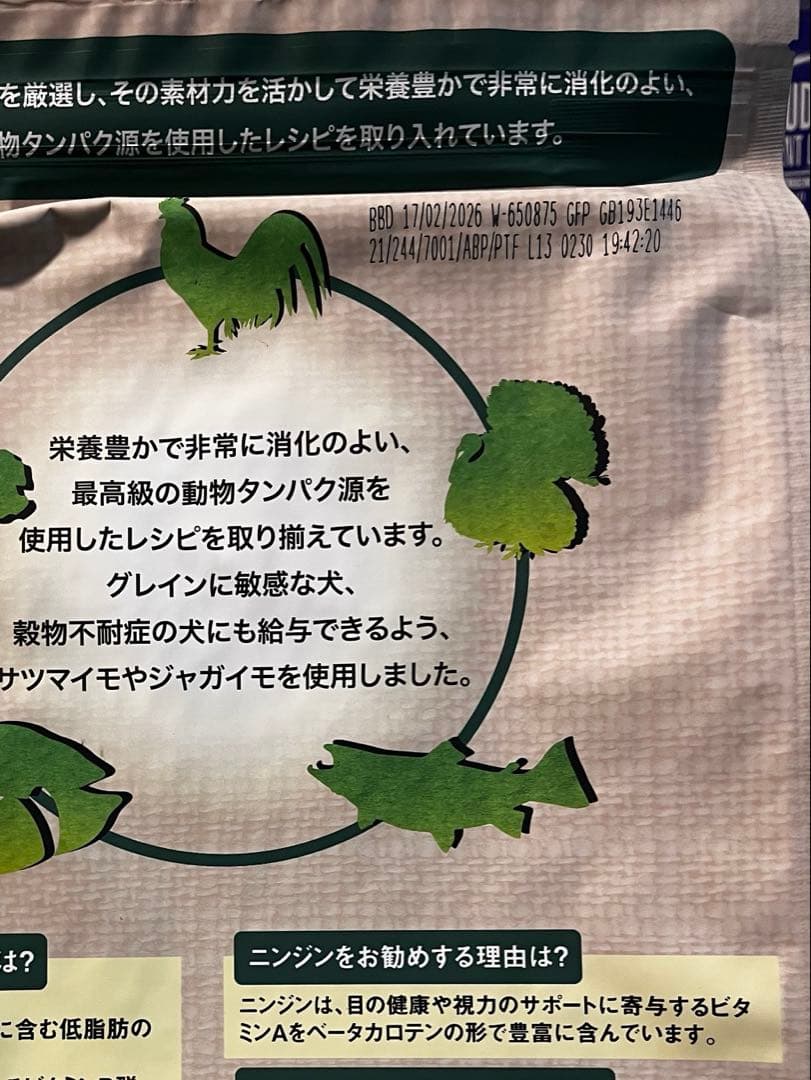 を厳選し、その素材力を活かして栄養豊かで非常に消化のよい、
物タンパク源を使用したレシピを取り入れています。
BBD 17/02/2026 W-650875 GFP GB193E1446
21/244/7001/ABP/PTF L13 0230 19:42:20
栄養豊かで非常に消化のよい、
最高級の動物タンパク源を
使用したレシピを取り揃えています。
グレインに敏感な犬、
穀物不耐症の犬にも給与できるよう、
サツマイモやジャガイモを使用しました。
は?
に含む低脂肪の
ニンジンをお勧めする理由は?
ニンジンは、目の健康や視力のサポートに寄与するビタ
ミンAをベータカロテンの形で豊富に含んでいます。